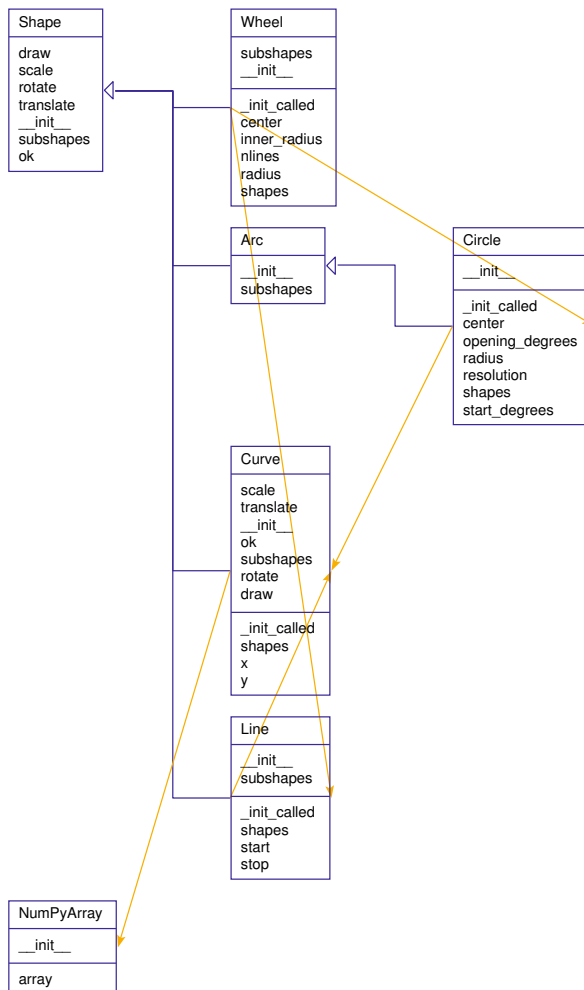 Shape
draw
scale
rotate
translate
__init__
subshapes
ok
Wheel
subshapes
__init__
_init_called
center
inner_radius
nlines
radius
shapes
Arc
__init__
subshapes
Circle
__init__
_init_called
center
opening_degrees
radius
resolution
shapes
start_degrees
Curve
scale
translate
__init__
ok
subshapes
rotate
draw
_init_called
shapes
x
y
Line
__init__
subshapes
_init_called
shapes
start
stop
NumPyArray
__init__
array